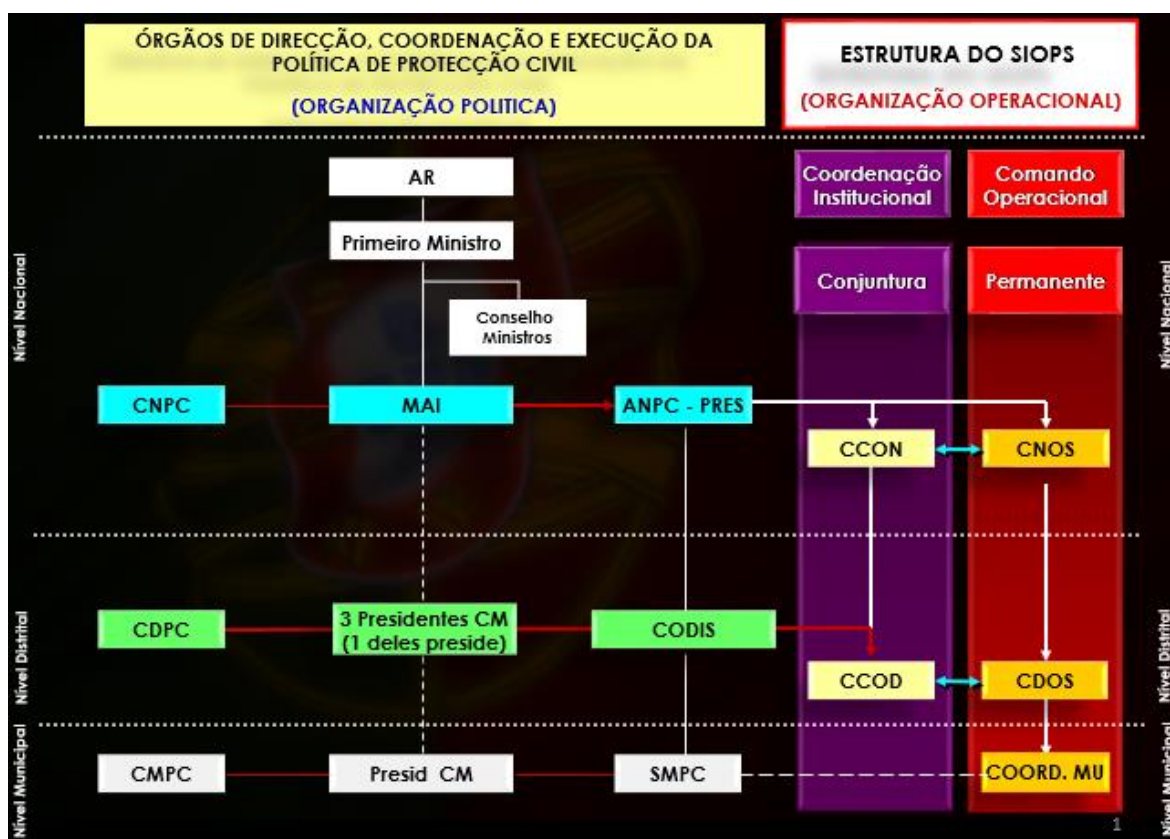 ÓRGÃOS DE DIRECÇÃO, COORDENAÇÃO E EXECUÇÃO DA
POLÍTICA DE PROTECÇÃO CIVIL
(ORGANIZAÇÃO POLITICA)
ESTRUTURA DO SIOPS
(ORGANIZAÇÃO OPERACIONAL)
Nível Nacional
AR
Primeiro Ministro
Conselho
Ministros
Coordenação
Institucional
Comando
Operacional
Conjuntura
Permanente
Nível Nacional
CNPC
MAI
ANPC - PRES
CCON
CNOS
Nível Distrital
CDPC
3 Presidentes CM
(1 deles preside)
CODIS
CCOD
CDOS
Nível Distrital
Nível Municipal
CMPC
Presid CM
SMPC
COORD. MU
Nível Municipal
1